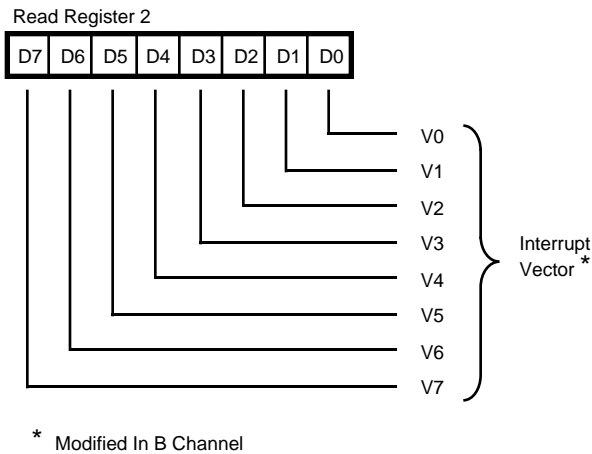 Read Register 2
D7 D6 D5 D4 D3 D2 D1 D0
V0
V1
V2
V3
V4
V5
V6
V7
Interrupt
Vector *
* Modified In B Channel